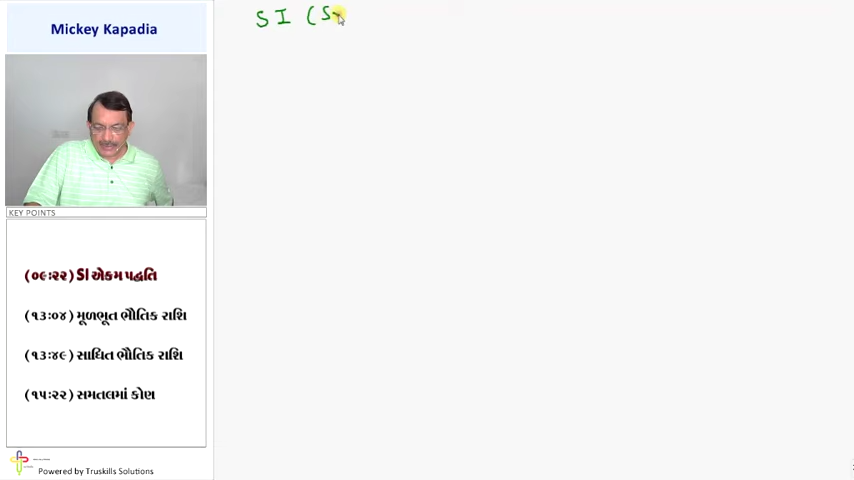 Mickey Kapadia
SI (S
KEY POINTS
(૦૯:૨૨) SI એકમ પદ્ધતિ
(૧૩:૦૪) મૂળભૂત ભૌતિક રાશિ
(૧૩:૪૯) સાધિત ભૌતિક રાશિ
(૧૫:૨૨) સમતલમાં કોણ
Powered by Truskills Solutions